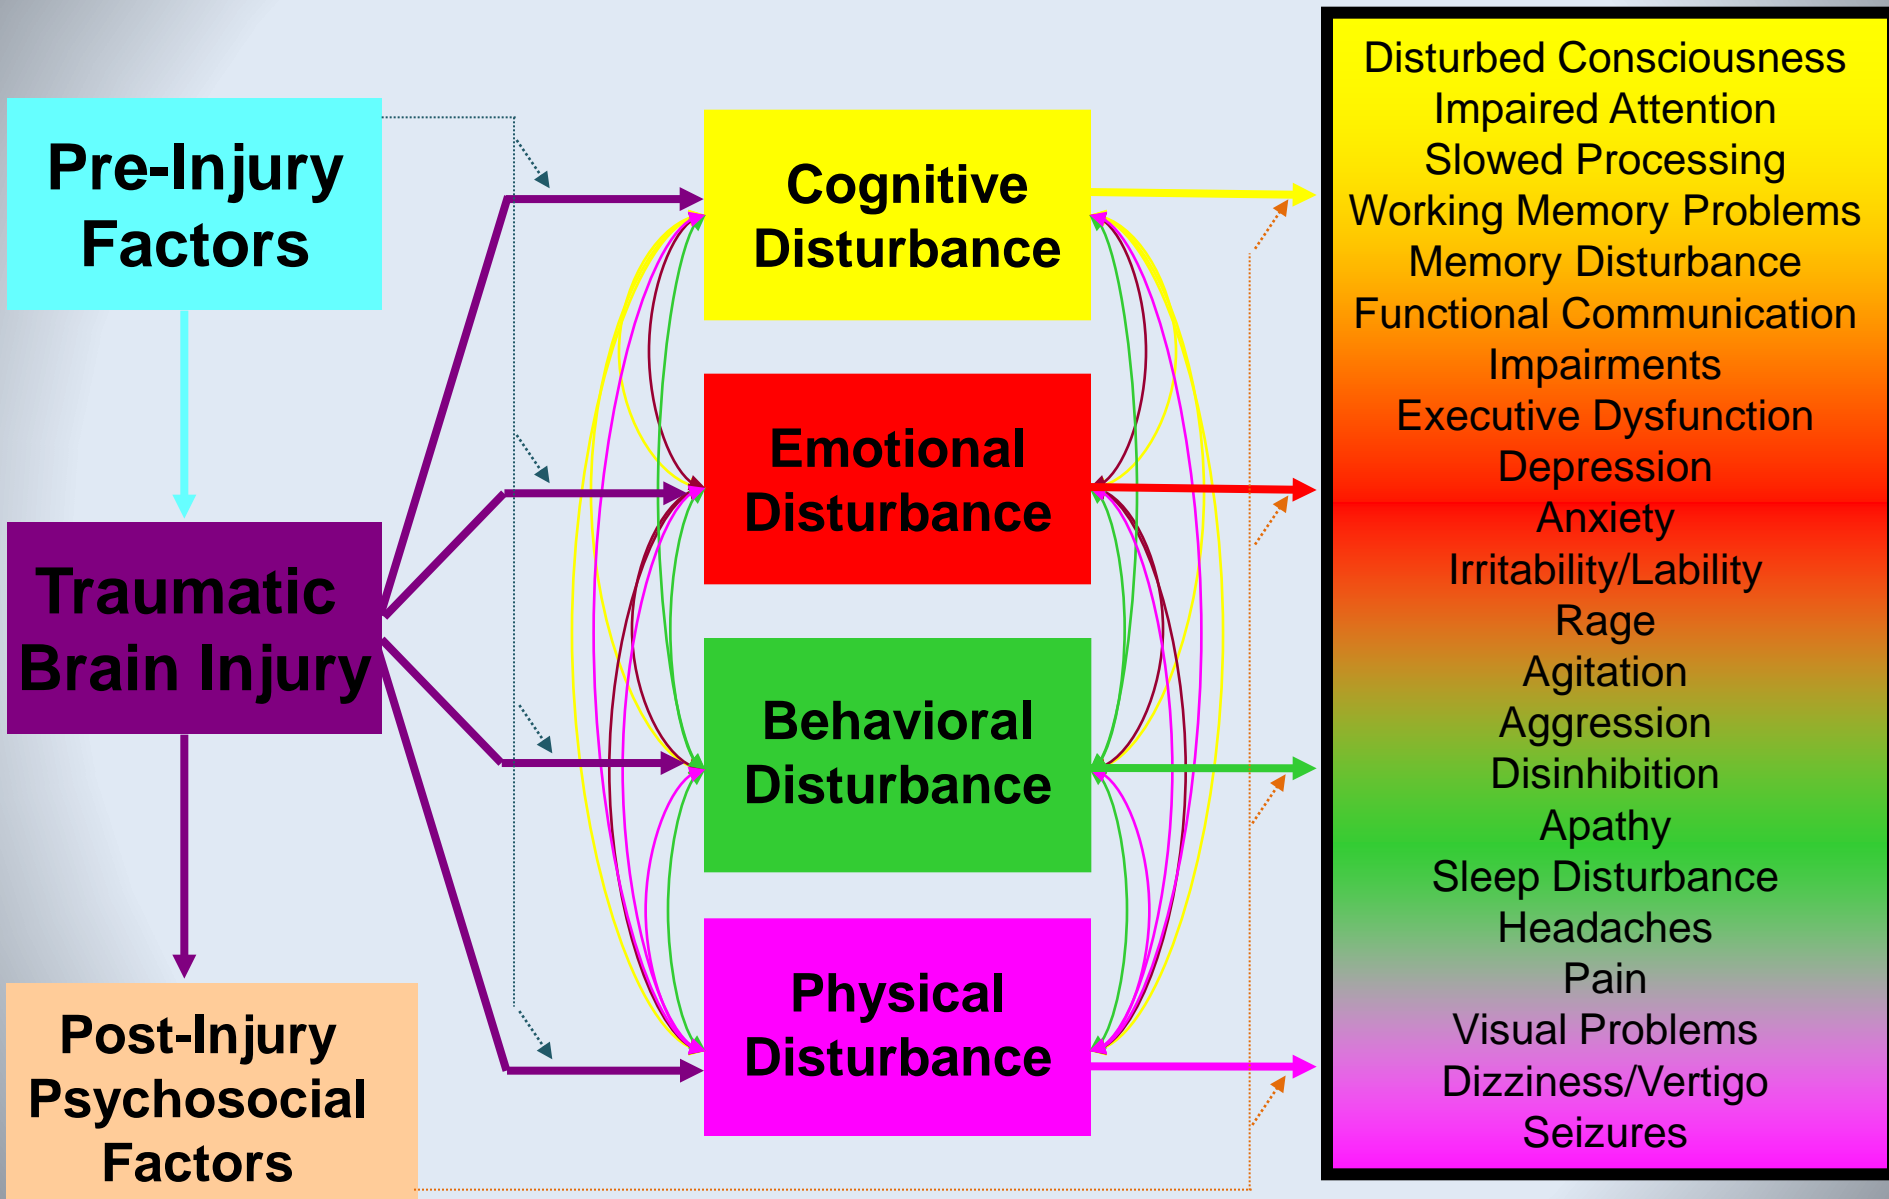 Pre-Injury
Factors
Traumatic
Brain Injury
Post-Injury
Psychosocial
Factors
Cognitive
Disturbance
Emotional
Disturbance
Behavioral
Disturbance
Physical
Disturbance
Disturbed Consciousness
Impaired Attention
Slowed Processing
Working Memory Problems
Memory Disturbance
Functional Communication
Impairments
Executive Dysfunction
Depression
Anxiety
Irritability/Lability
Rage
Agitation
Aggression
Disinhibition
Apathy
Sleep Disturbance
Headaches
Pain
Visual Problems
Dizziness/Vertigo
Seizures